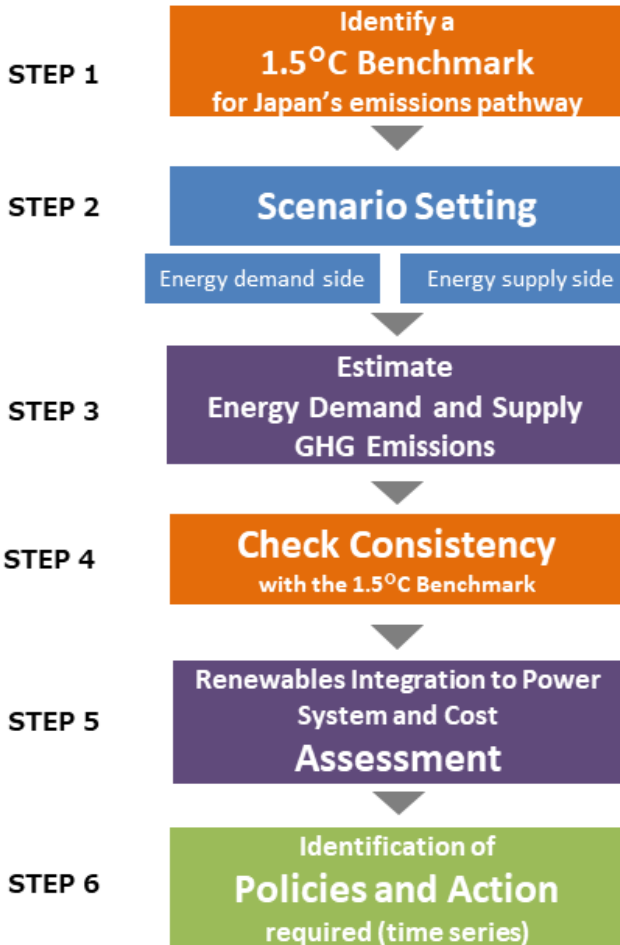 STEP 1
Identify a
1.5°C Benchmark
for Japan's emissions pathway
STEP 2
Scenario Setting
Energy demand side
Energy supply side
STEP 3
Estimate
Energy Demand and Supply
GHG Emissions
STEP 4
Check Consistency
with the 1.5°C Benchmark
STEP 5
Renewables Integration to Power
System and Cost
Assessment
STEP 6
Identification of
Policies and Action
required (time series)